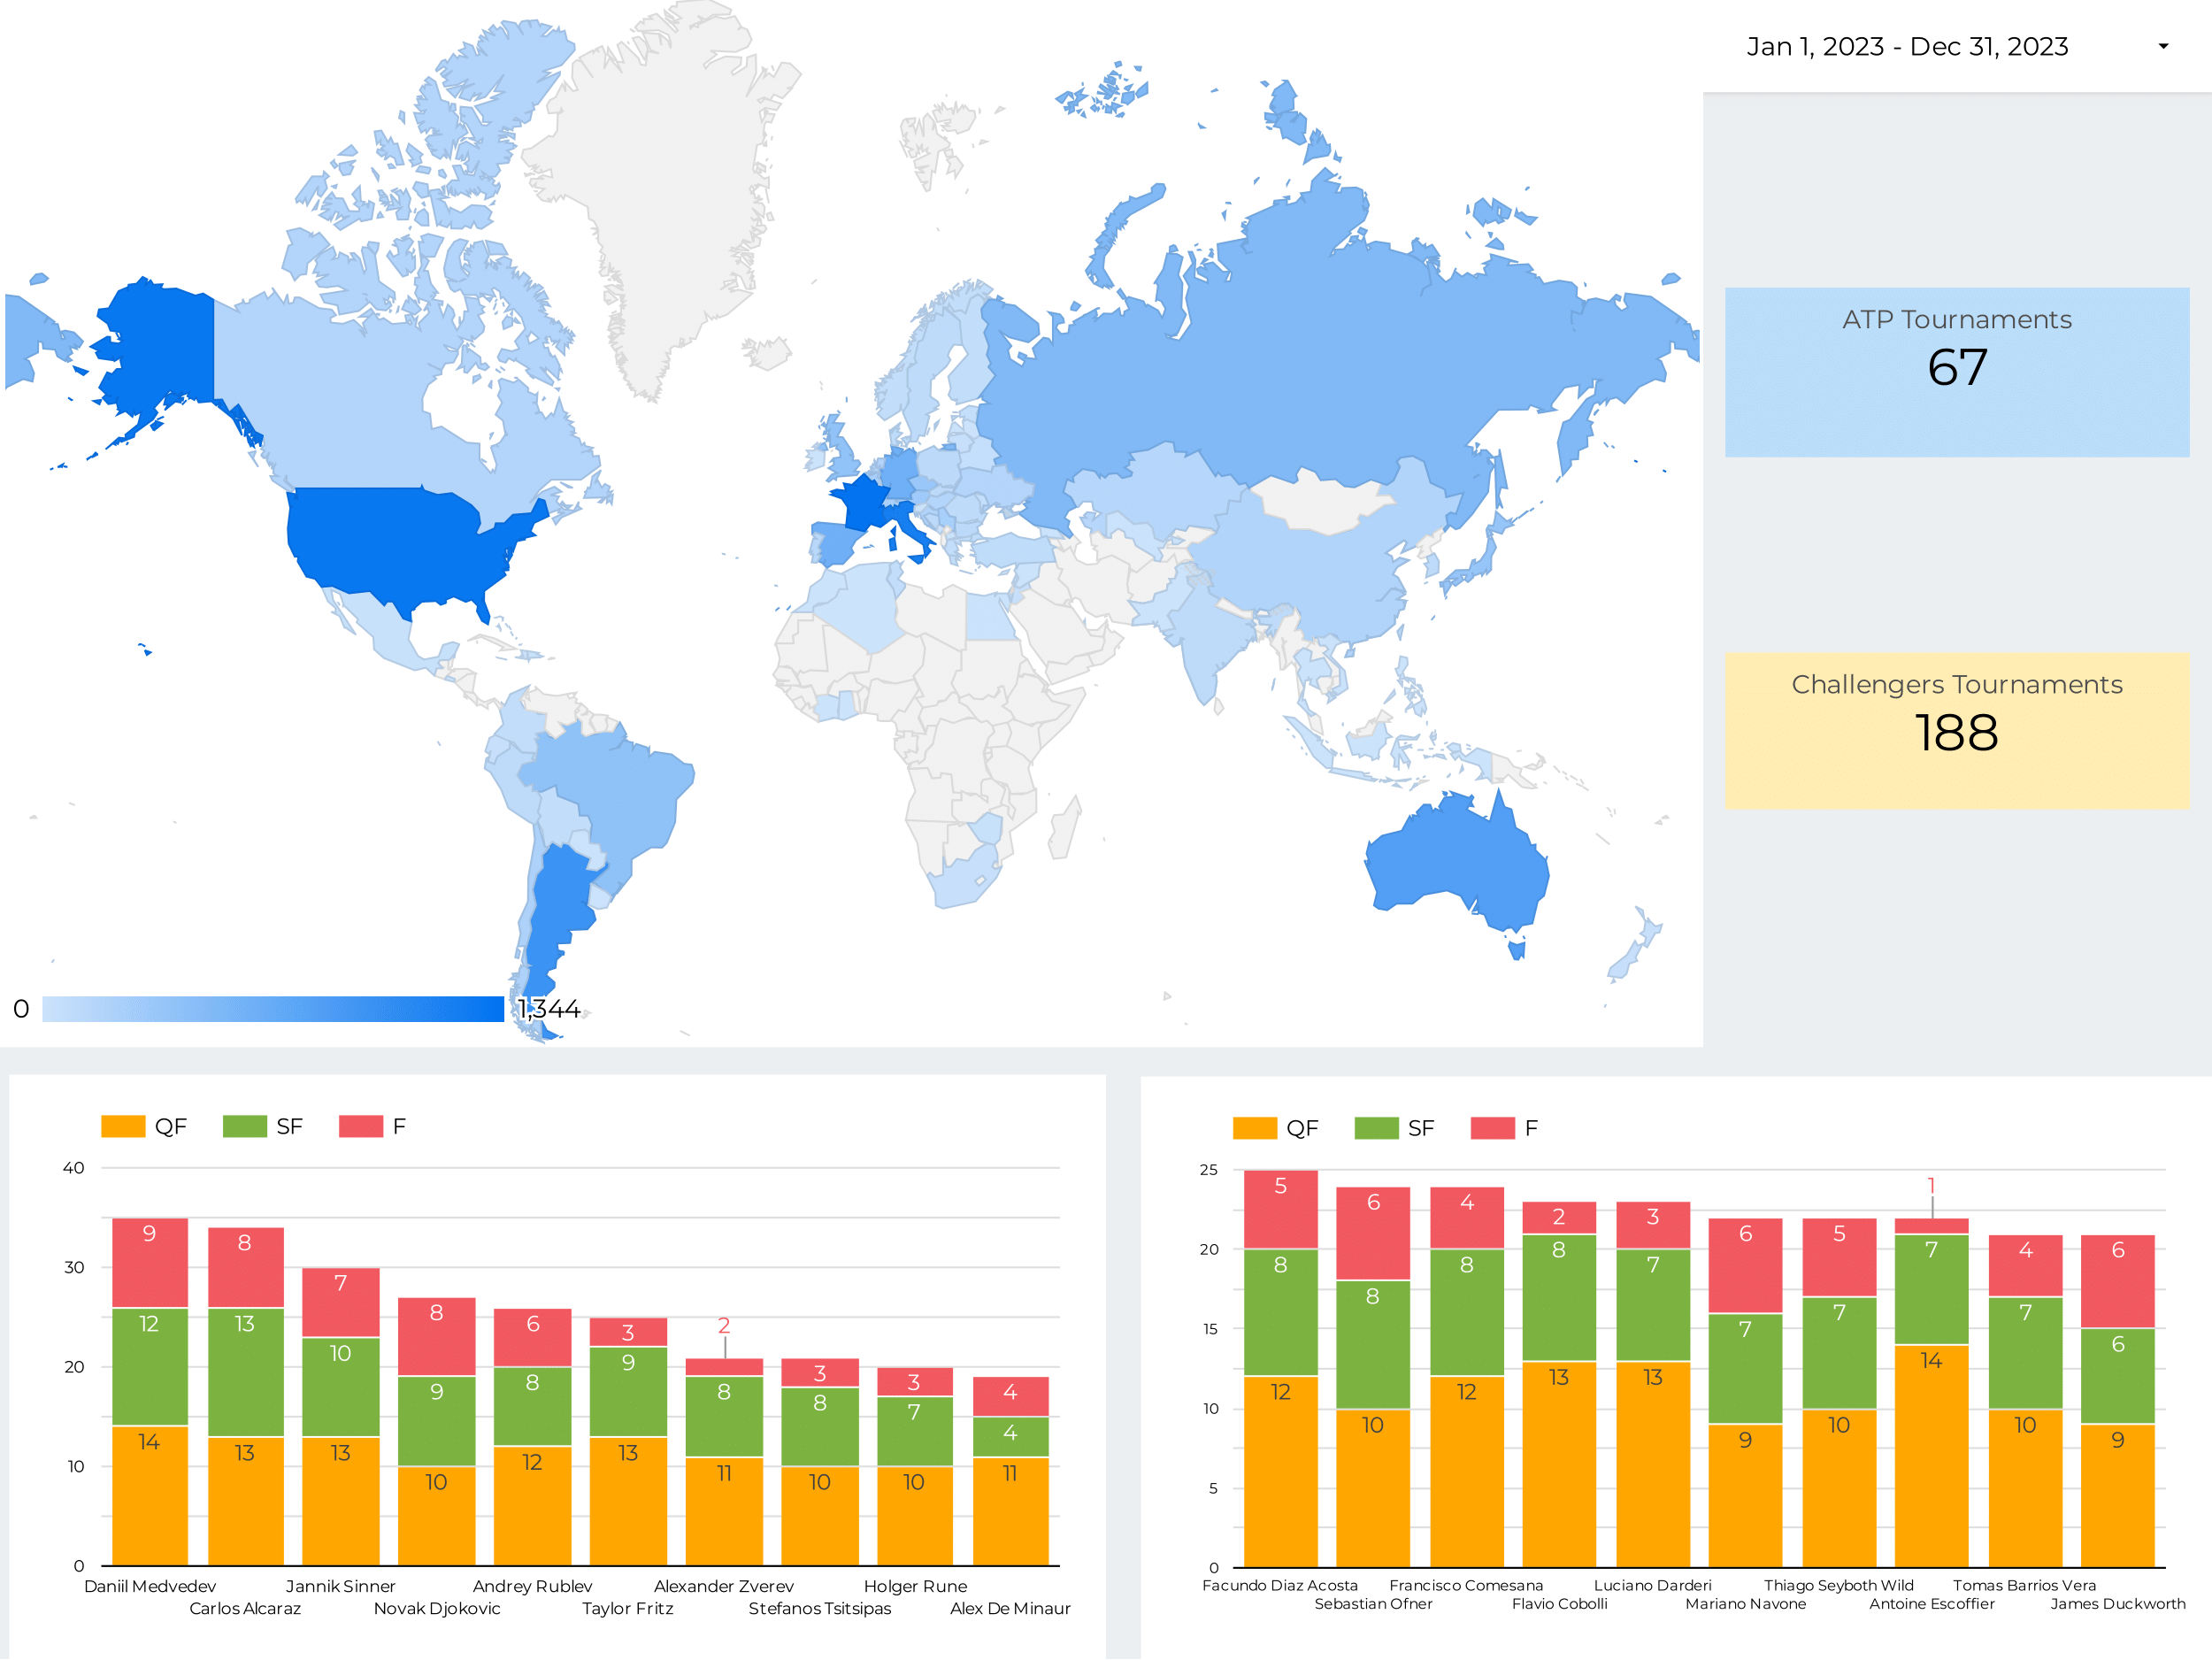 Jan 1, 2023 - Dec 31, 2023
ATP Tournaments
67
Challengers Tournaments
188
0
1,344
QF SF F
40
30
20
10
0
9 8 7 8 6 3 2 3 3 4
12 13 10 9 8 9 8 8 7 4
14 13 13 10 12 13 11 10 10 11
Daniil Medvedev Jannik Sinner Andrey Rublev Alexander Zverev Holger Rune
Carlos Alcaraz Novak Djokovic Taylor Fritz Stefanos Tsitsipas Alex De Minaur
QF SF F
25
20
15
10
5
0
5 6 4 2 3 6 5 1 4 6
8 8 8 8 7 7 7 7 7 6
12 10 12 13 13 9 10 14 10 9
Facundo Diaz Acosta Francisco Comesana Luciano Darderi Thiago Seyboth Wild Tomas Barrios Vera
Sebastian Ofner Flavio Cobolli Mariano Navone Antoine Escoffier James Duckworth